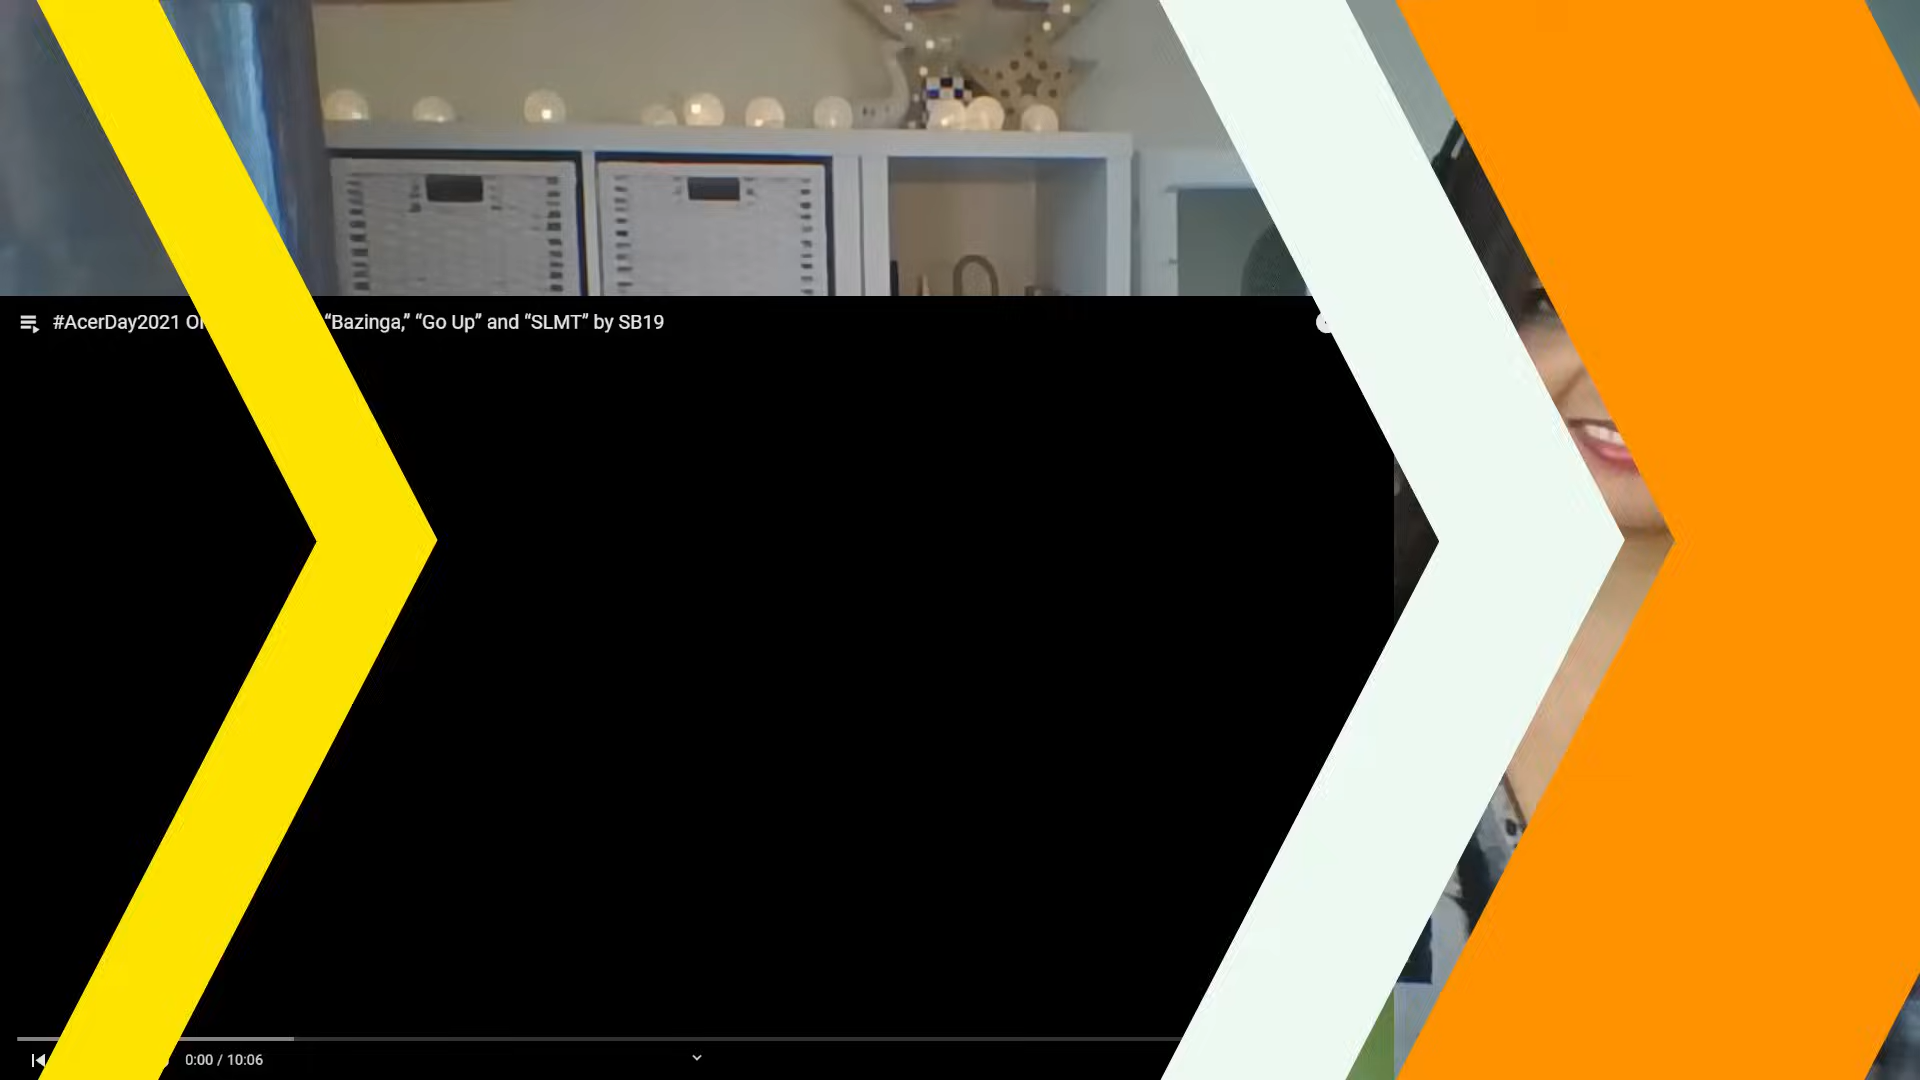 #AcerDay2021 “Bazinga,” “Go Up” and “SLMT” by SB19
0:00 / 10:06